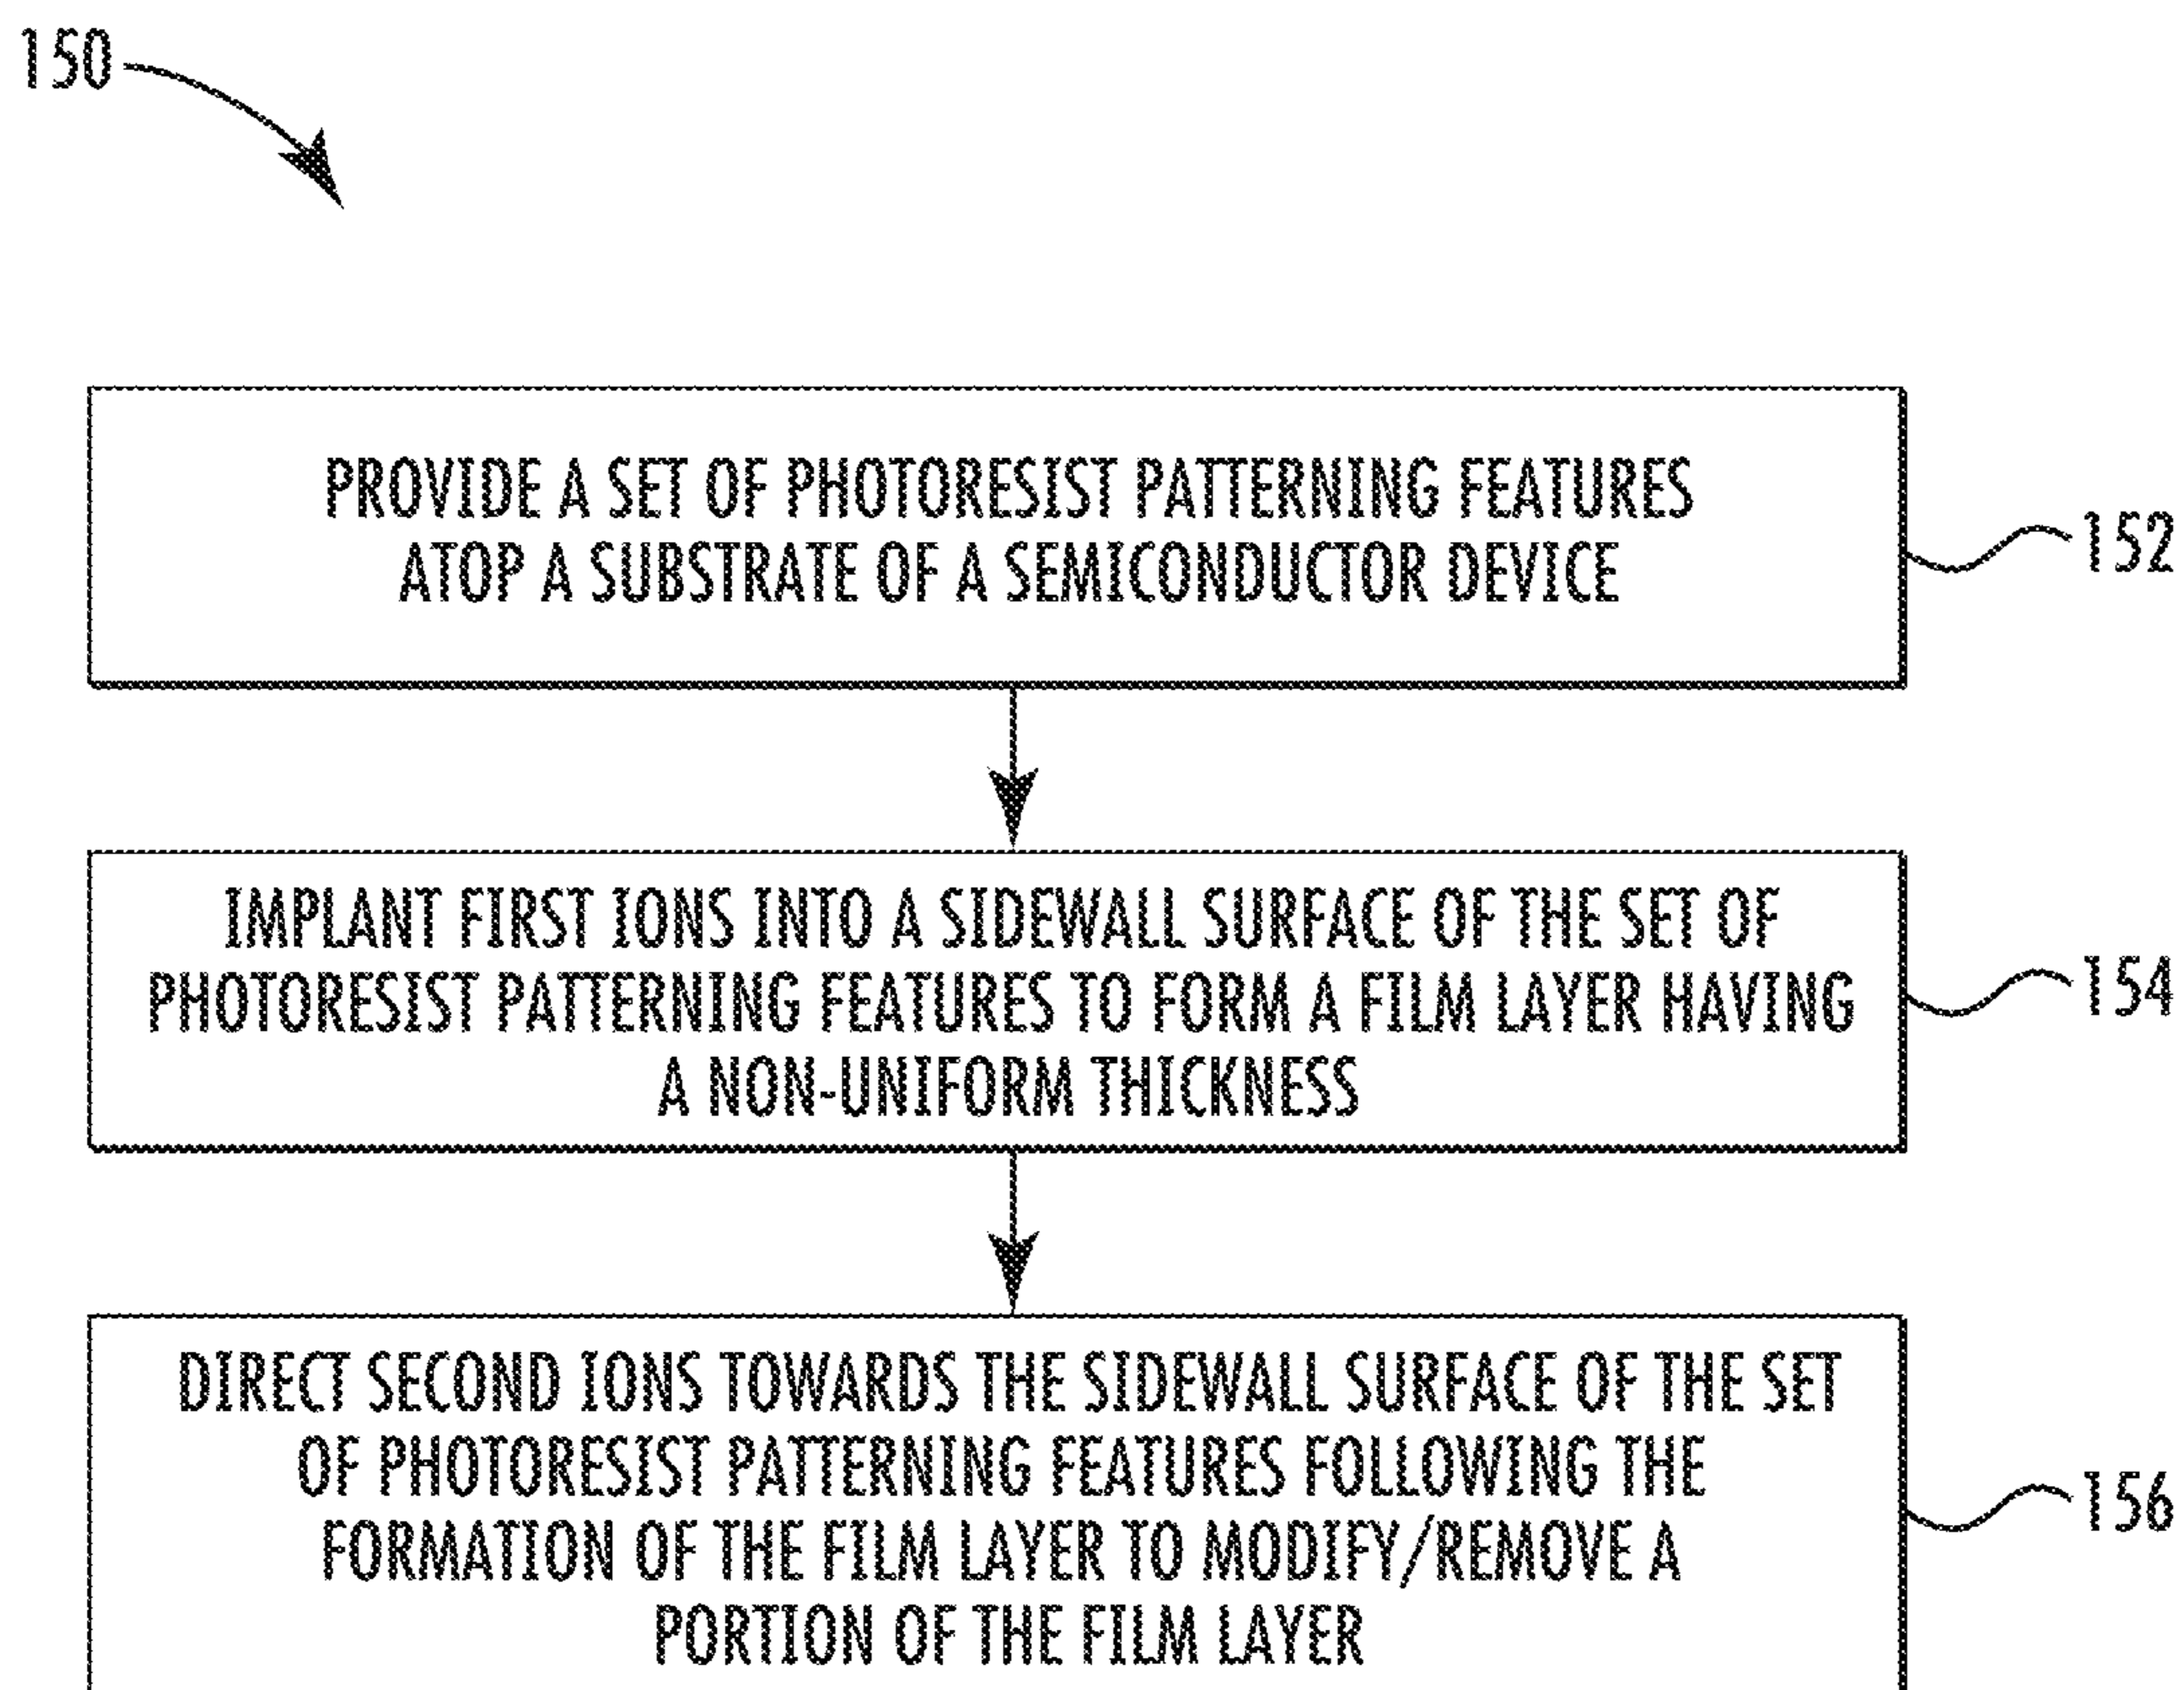 150
PROVIDE A SET OF PHOTORESIST PATTERNING FEATURES
ATOP A SUBSTRATE OF A SEMICONDUCTOR DEVICE
152
IMPLANT FIRST IONS INTO A SIDEWALL SURFACE OF THE SET OF
PHOTORESIST PATTERNING FEATURES TO FORM A FILM LAYER HAVING
A NON-UNIFORM THICKNESS
154
DIRECT SECOND IONS TOWARDS THE SIDEWALL SURFACE OF THE SET
OF PHOTORESIST PATTERNING FEATURES FOLLOWING THE
FORMATION OF THE FILM LAYER TO MODIFY/REMOVE A
PORTION OF THE FILM LAYER
156